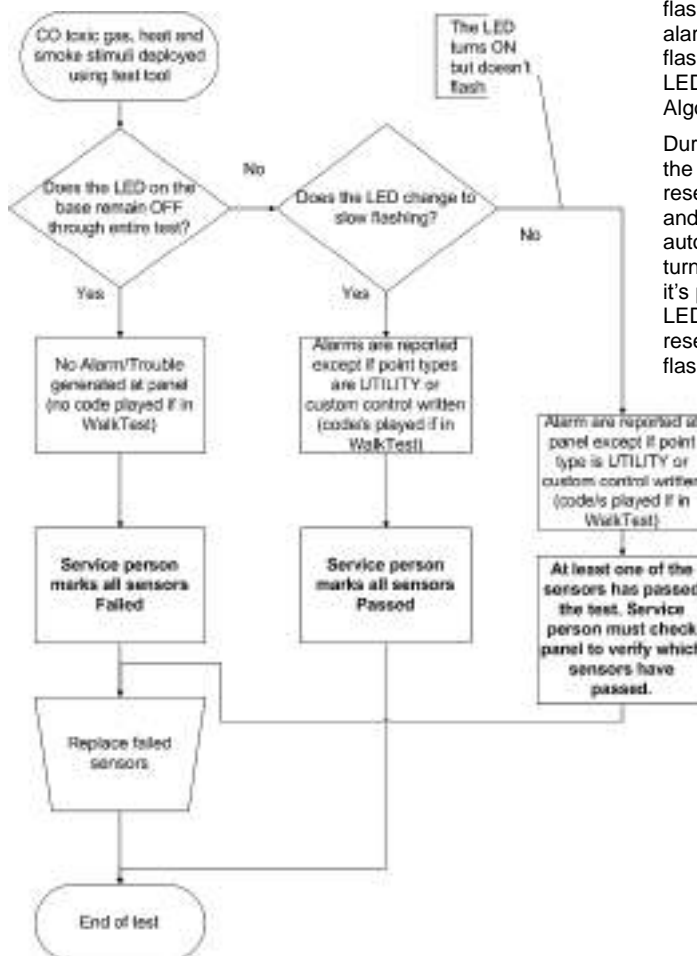 CO toxic gas, heat and
smoke stimuli deployed
using test tool
The LED
turns ON
but doesn't
flash
Does the LED on the
base remain OFF
through entire test?
No
Does the LED change to
slow flashing?
No
Yes
Yes
No Alarm/Trouble
generated at panel
(no code played if in
WalkTest)
Alarms are reported
except if point types
are UTILITY or
custom control written
(code/s played if in
WalkTest)
Alarm are reported at
panel except if point
type is UTILITY or
custom control written
(code/s played if in
WalkTest)
Service person
marks all sensors
Failed
Service person
marks all sensors
Passed
At least one of the
sensors has passed
the test. Service
person must check
panel to verify which
sensors have
passed.
Replace failed
sensors
End of test
flas
alarm
flas
LED
Algo
Dur
the
rese
and
auto
turn
it's
LED
rese
flas